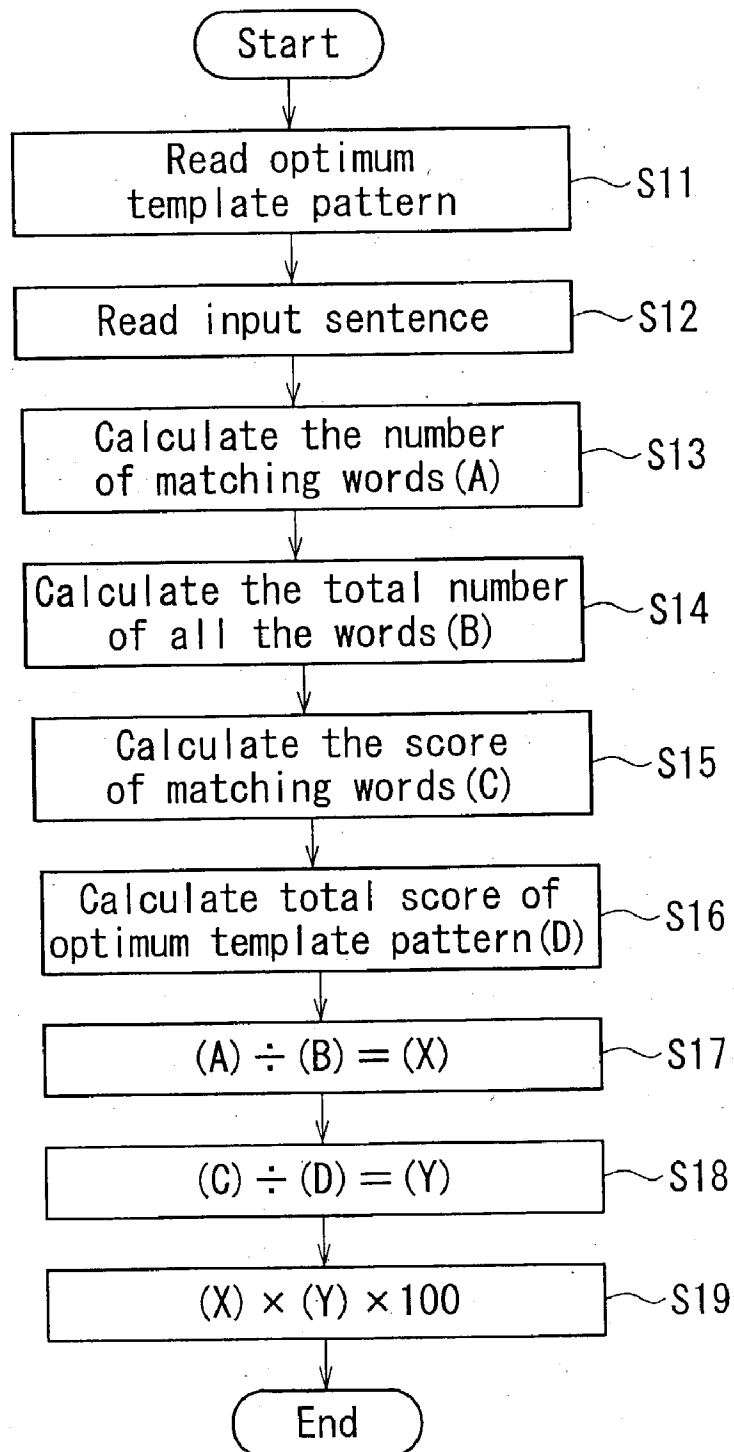 Start
Read optimum
template pattern
S11
Read input sentence
S12
Calculate the number
of matching words(A)
S13
Calculate the total number
of all the words(B)
S14
Calculate the score
of matching words(C)
S15
Calculate total score of
optimum template pattern(D)
S16
(A)÷(B)=(X)
S17
(C)÷(D)=(Y)
S18
(X)×(Y)×100
S19
End